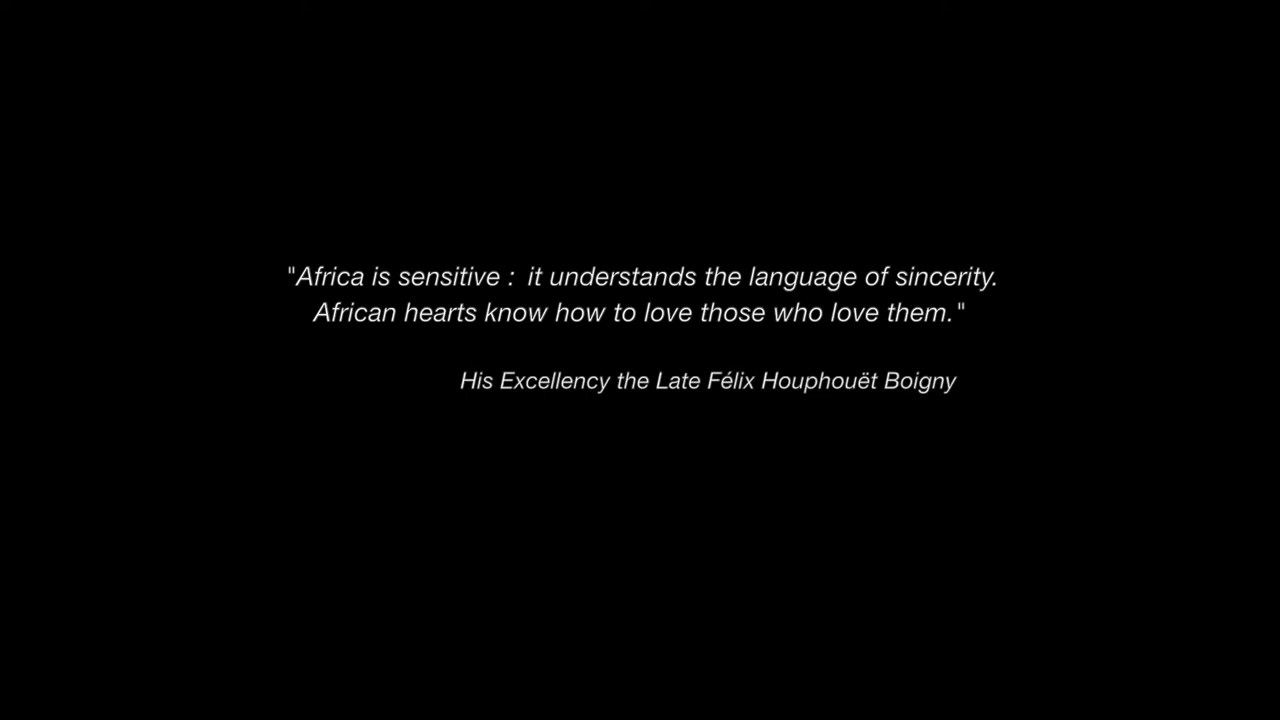 "Africa is sensitive : it understands the language of sincerity.
African hearts know how to love those who love them."
His Excellency the Late Félix Houphouët Boigny